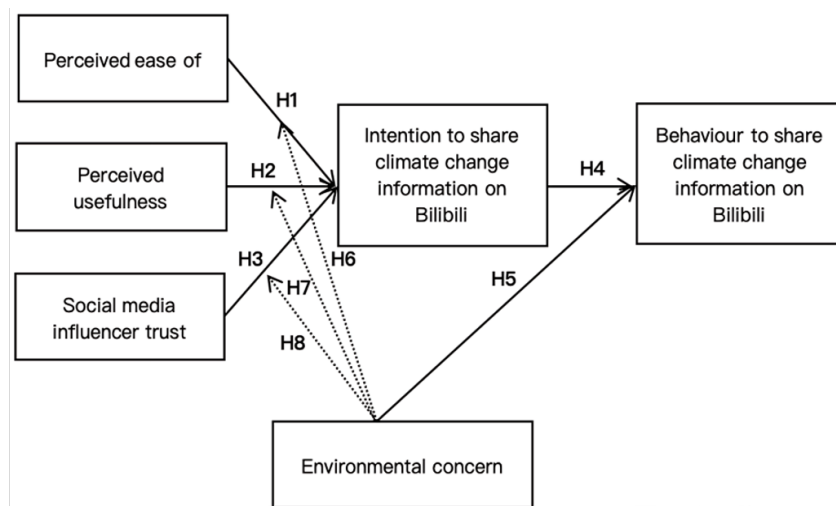 Perceived ease of
H1
Intention to share
climate change
information on
Bilibili
Behaviour to share
climate change
information on
Bilibili
Perceived
usefulness
H2
H4
H3
H6
H5
H7
Social media
influencer trust
H8
Environmental concern